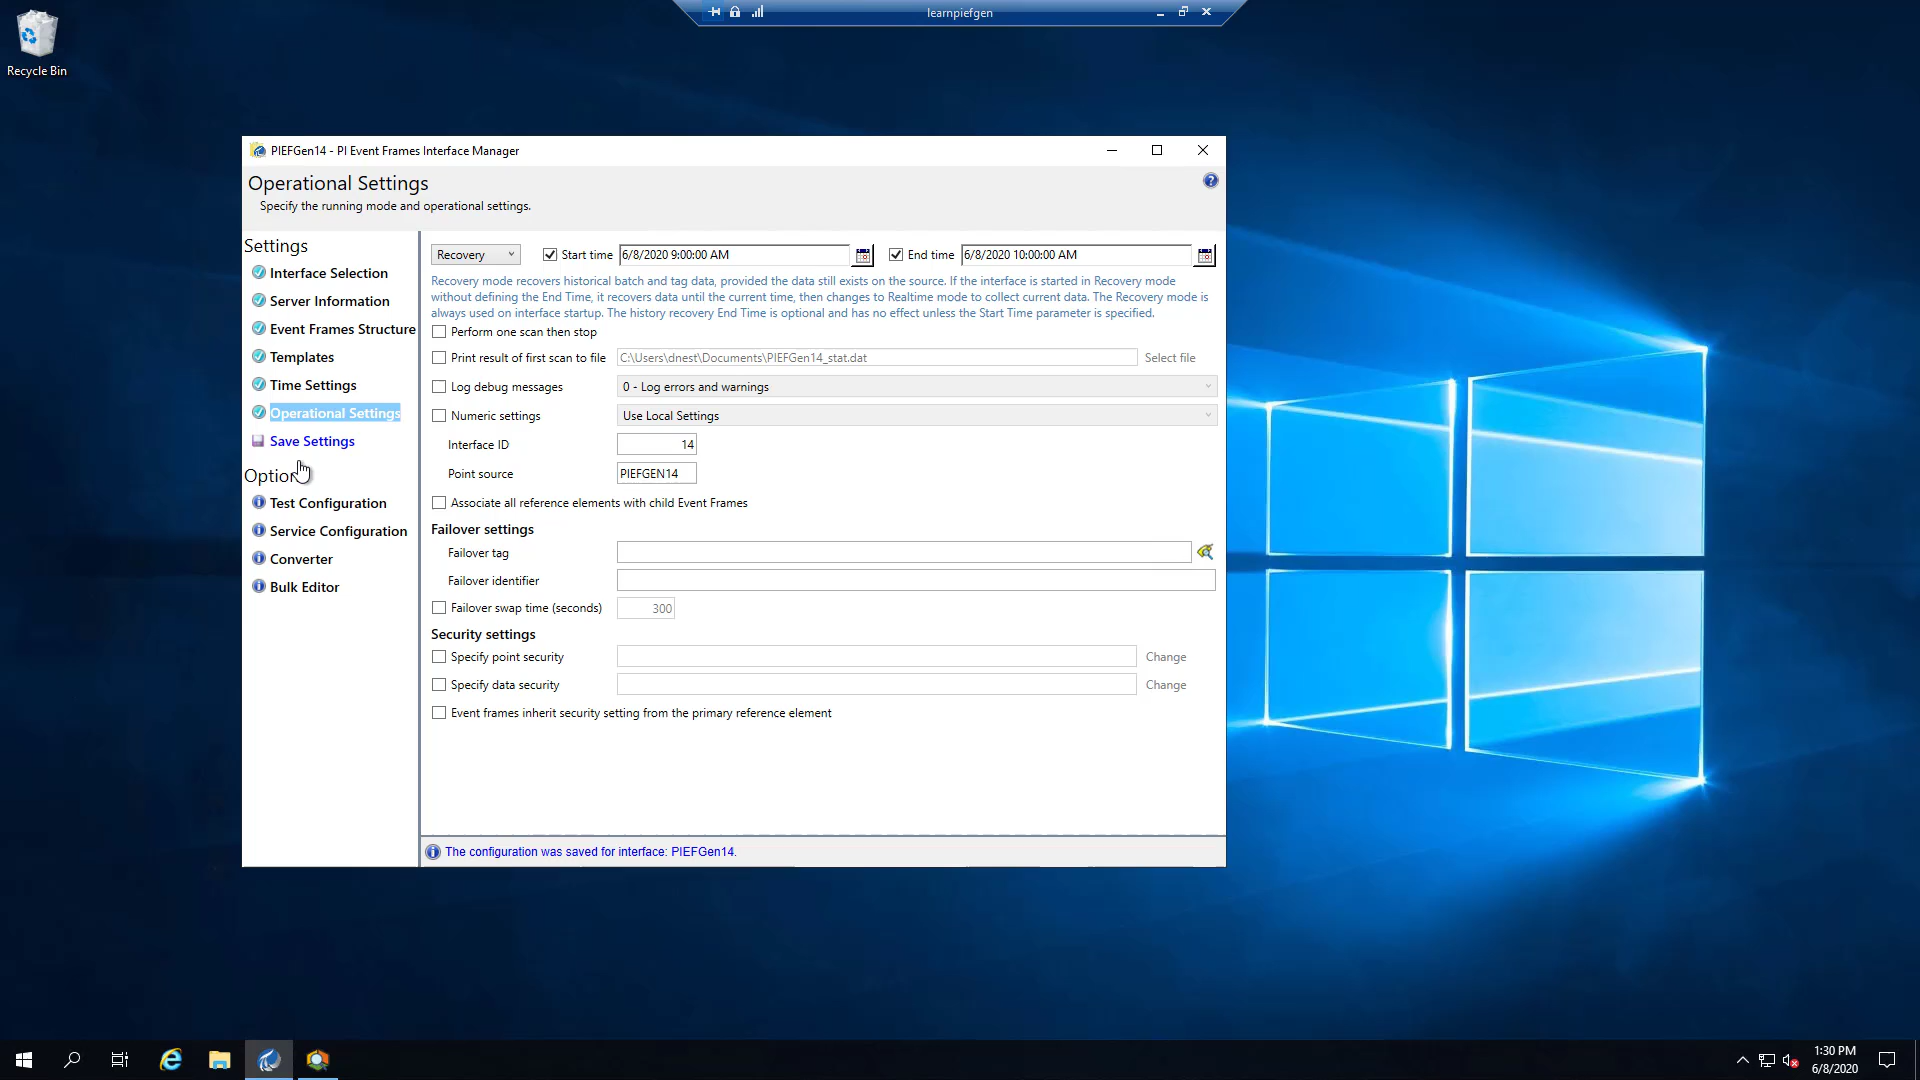 learnpiefgen
Recycle Bin
PIEFGen14 - PI Event Frames Interface Manager
Operational Settings
Specify the running mode and operational settings.
Settings
Interface Selection
Server Information
Event Frames Structure
Templates
Time Settings
Operational Settings
Save Settings
Option
Test Configuration
Service Configuration
Converter
Bulk Editor
Recovery
Start time 6/8/2020 9:00:00 AM
End time 6/8/2020 10:00:00 AM
Recovery mode recovers historical batch and tag data, provided the data still exists on the source. If the interface is started in Recovery mode
without defining the End Time, it recovers data until the current time, then changes to Realtime mode to collect current data. The Recovery mode is
always used on interface startup. The history recovery End Time is optional and has no effect unless the Start Time parameter is specified.
Perform one scan then stop
Print result of first scan to file C:\Users\dnest\Documents\PIEFGen14_stat.dat Select file
Log debug messages 0 - Log errors and warnings
Numeric settings Use Local Settings
Interface ID 14
Point source PIEFGEN14
Associate all reference elements with child Event Frames
Failover settings
Failover tag
Failover identifier
Failover swap time (seconds) 300
Security settings
Specify point security Change
Specify data security Change
Event frames inherit security setting from the primary reference element
The configuration was saved for interface: PIEFGen14.
1:30 PM
6/8/2020